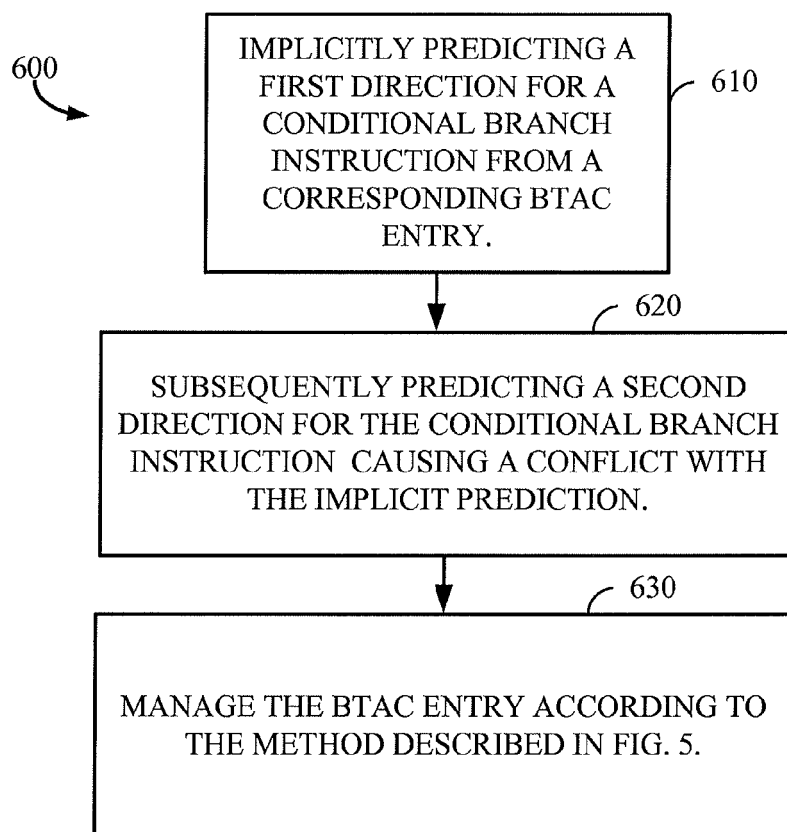 600
IMPLICITLY PREDICTING A
FIRST DIRECTION FOR A
CONDITIONAL BRANCH
INSTRUCTION FROM A
CORRESPONDING BTAC
ENTRY.
610
620
SUBSEQUENTLY PREDICTING A SECOND
DIRECTION FOR THE CONDITIONAL BRANCH
INSTRUCTION CAUSING A CONFLICT WITH
THE IMPLICIT PREDICTION.
630
MANAGE THE BTAC ENTRY ACCORDING TO
THE METHOD DESCRIBED IN FIG. 5.